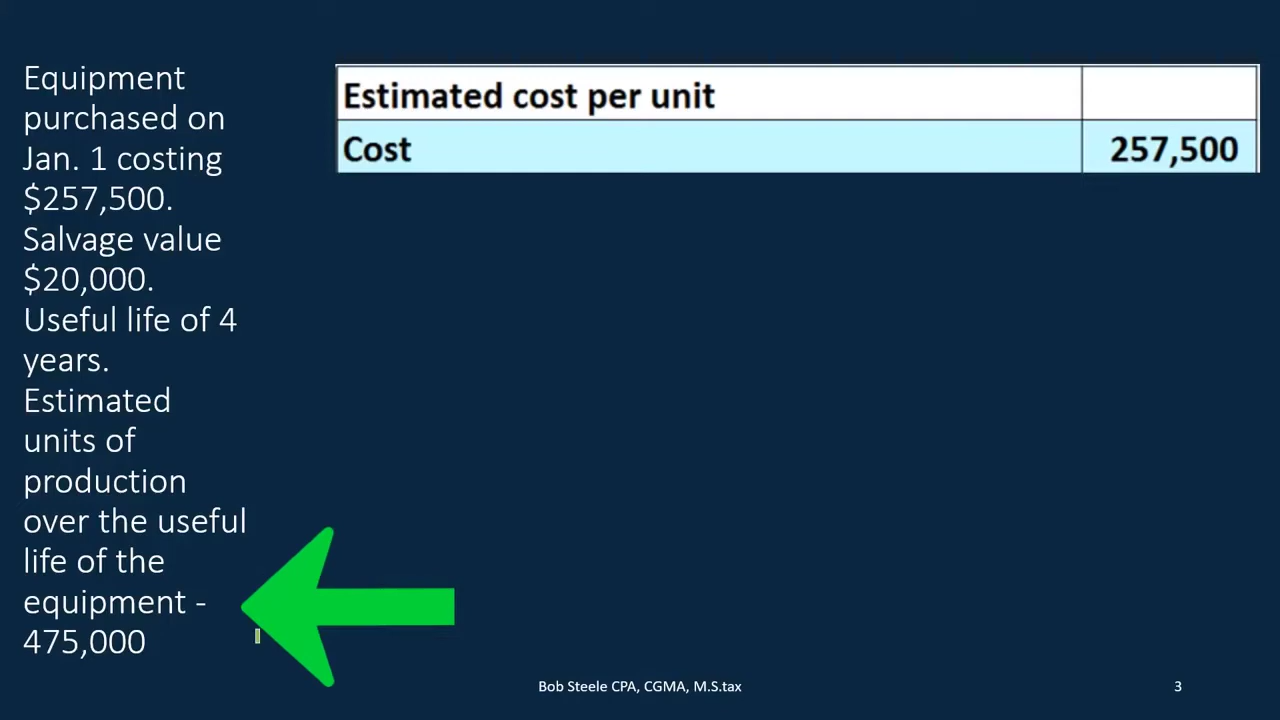 Equipment
purchased on
Jan. 1 costing
$257,500.
Salvage value
$20,000.
Useful life of 4
years.
Estimated
units of
production
over the useful
life of the
equipment -
475,000
Estimated cost per unit
Cost 257,500
Bob Steele CPA, CGMA, M.S.tax 3